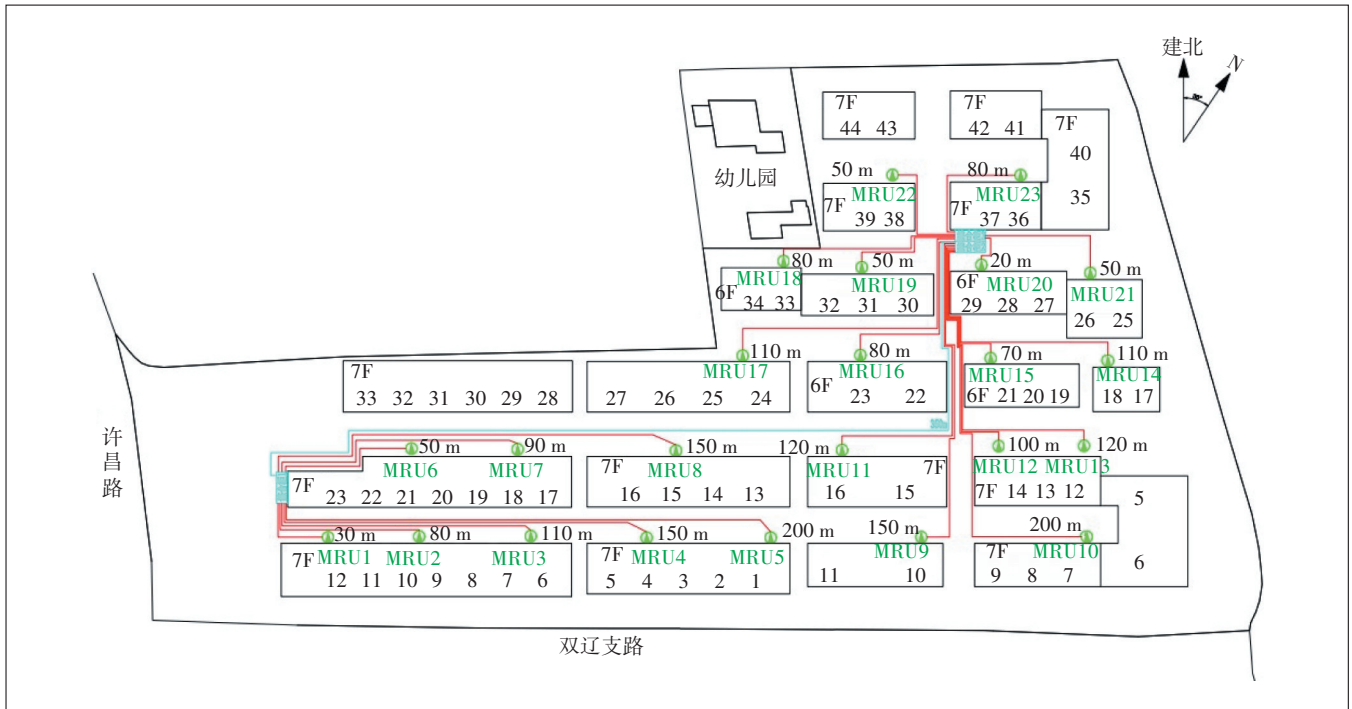 建北
N
7F
44 43
7F
42 41
7F
40
35
幼儿园
50 m
MRU22
7F
39 38
80 m
MRU23
7F
37 36
80 m
MRU18
6F
34 33
50 m
MRU19
32 31 30
20 m
6F MRU20
29 28 27
50 m
MRU21
26 25
7F
33 32 31 30 29 28
110 m
MRU17
27 26 25 24
80 m
MRU16
6F
23 22
70 m
MRU15
6F 21 20 19
110 m
MRU14
18 17
许昌路
50 m
90 m
MRU6 MRU7
7F
23 22 21 20 19 18 17
150 m
7F MRU8
16 15 14 13
120 m
MRU11 7F
16 15
100 m
120 m
MRU12 MRU13
7F 14 13 12
5
6
30 m
80 m
110 m
7F MRU1 MRU2 MRU3
12 11 10 9 8 7 6
150 m
200 m
7F MRU4 MRU5
5 4 3 2 1
150 m
MRU9
11 10
200 m
7F MRU10
9 8 7
双辽支路